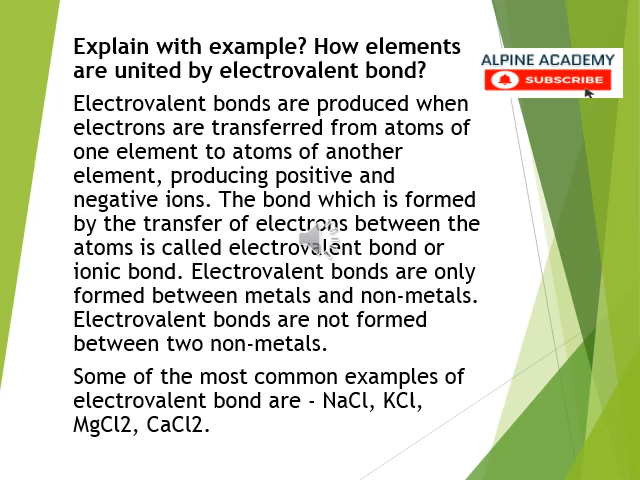 Explain with example? How elements
are united by electrovalent bond?
ALPINE ACADEMY
SUBSCRIBE
Electrovalent bonds are produced when
electrons are transferred from atoms of
one element to atoms of another
element, producing positive and
negative ions. The bond which is formed
by the transfer of electrons between the
atoms is called electrovalent bond or
ionic bond. Electrovalent bonds are only
formed between metals and non-metals.
Electrovalent bonds are not formed
between two non-metals.
Some of the most common examples of
electrovalent bond are - NaCl, KCl,
MgCl2, CaCl2.